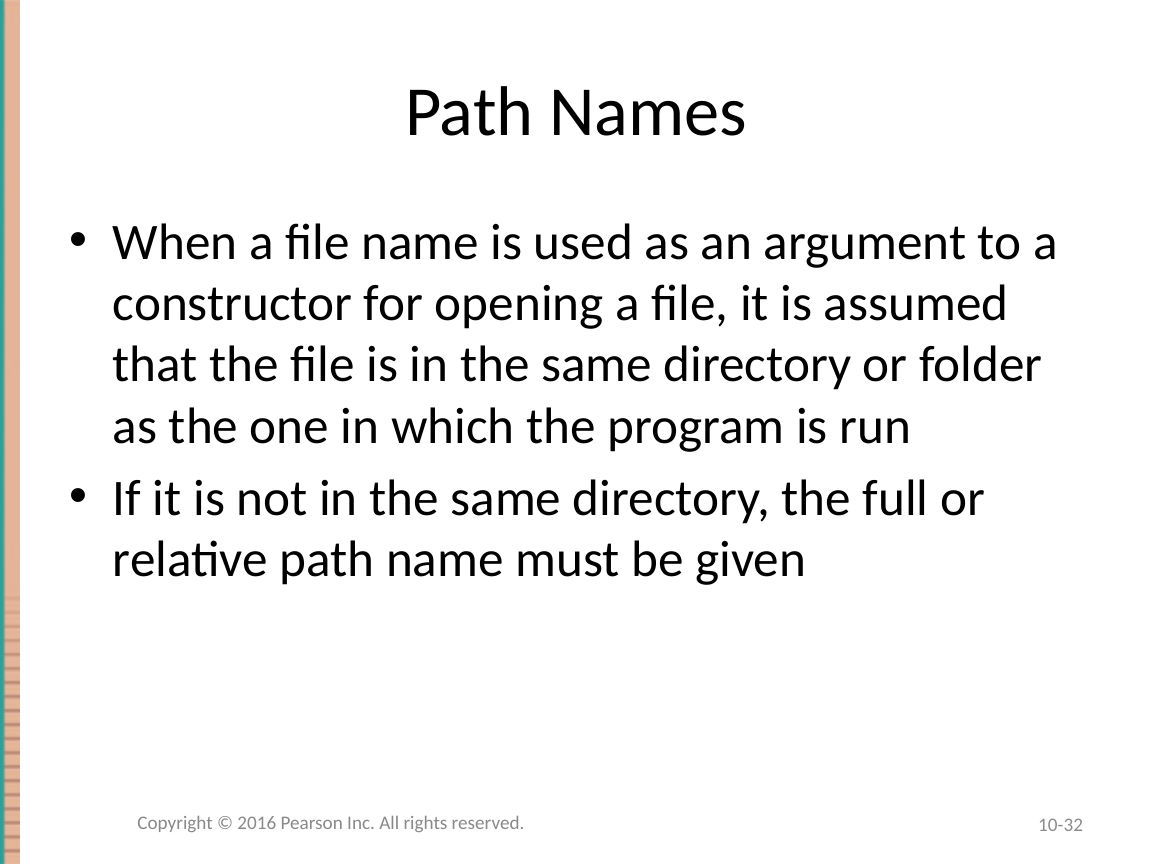 Path Names
• When a file name is used as an argument to a
constructor for opening a file, it is assumed
that the file is in the same directory or folder
as the one in which the program is run
• If it is not in the same directory, the full or
relative path name must be given
Copyright © 2016 Pearson Inc. All rights reserved.
10-32